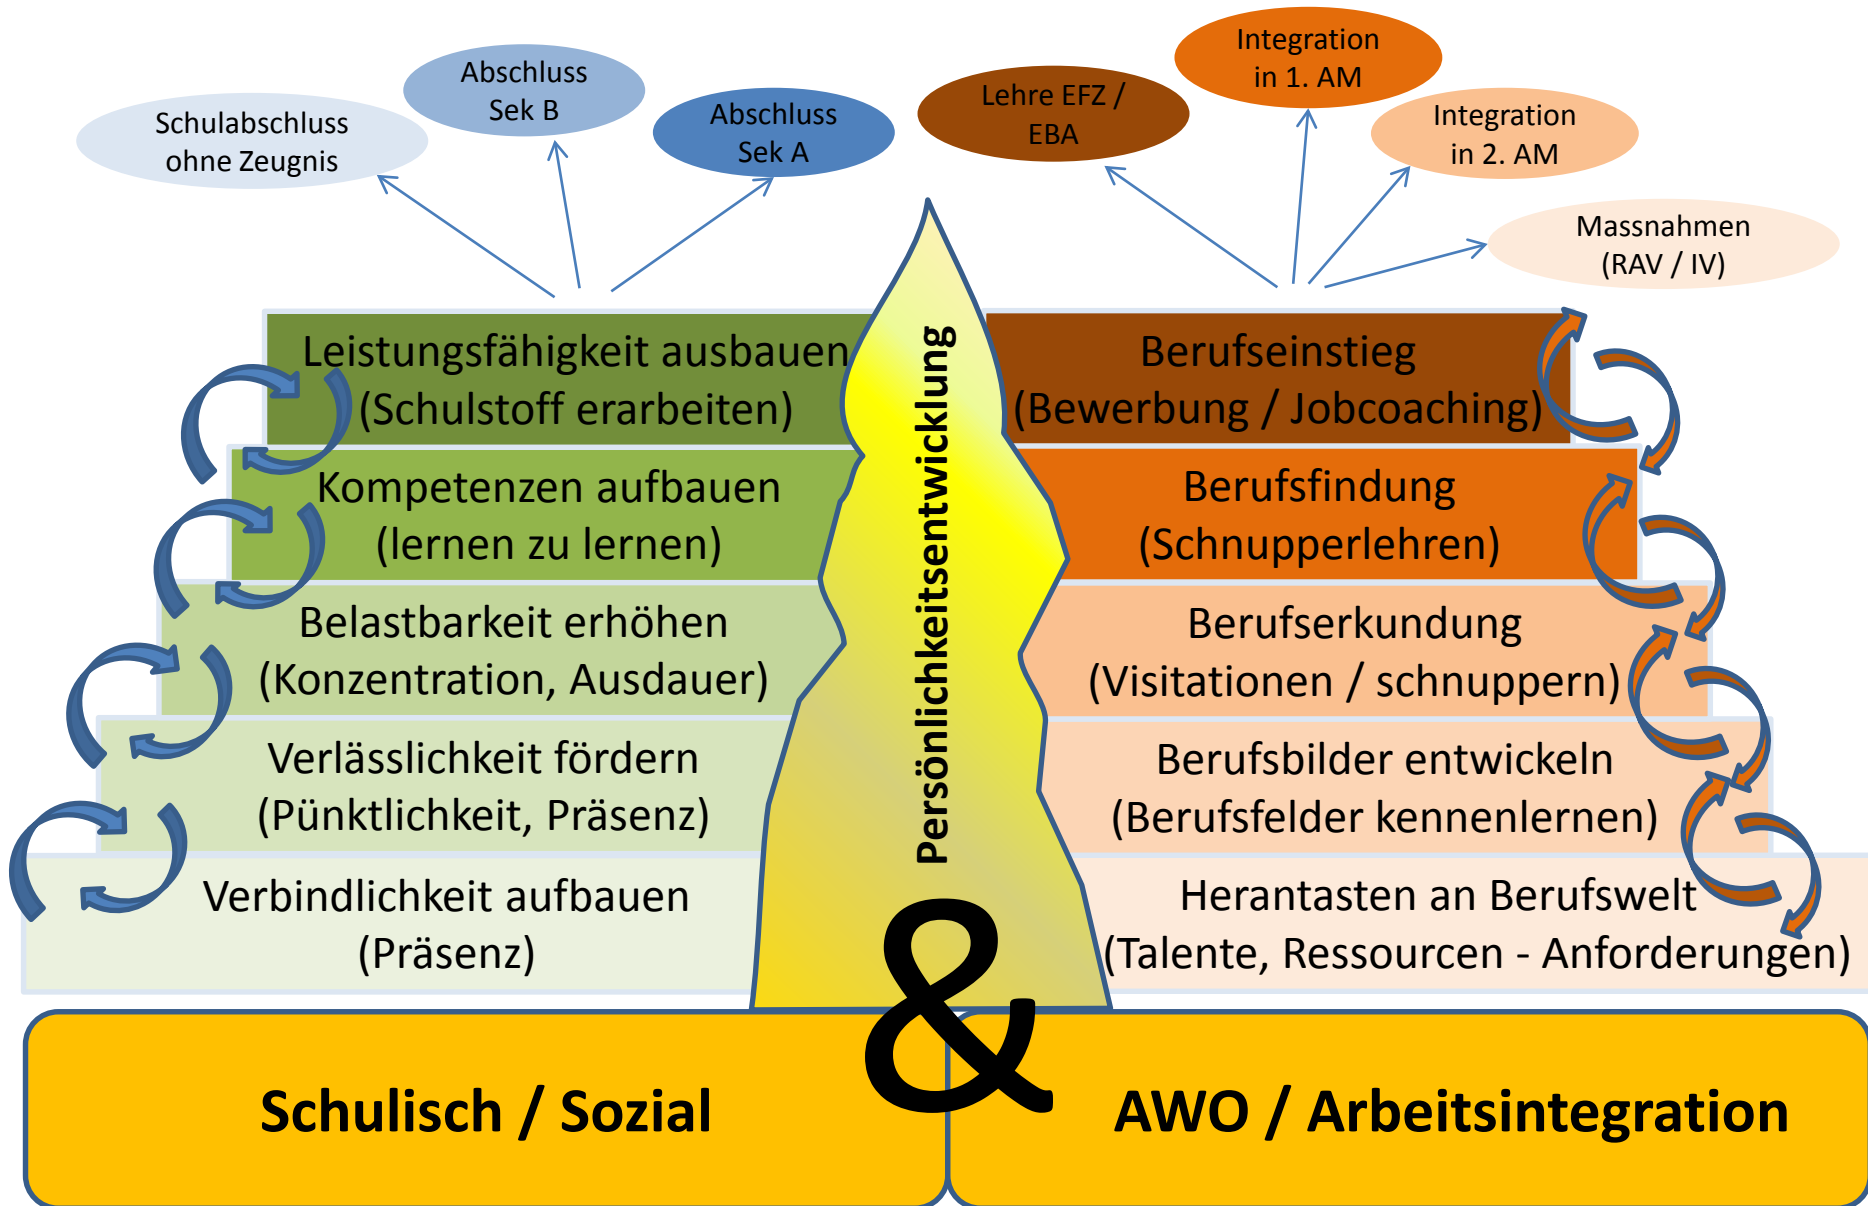 Schulabschluss
ohne Zeugnis
Abschluss
Sek B
Abschluss
Sek A
Lehre EFZ /
EBA
Integration
in 1. AM
Integration
in 2. AM
Massnahmen
(RAV / IV)
Leistungsfähigkeit ausbauen
(Schulstoff erarbeiten)
Kompetenzen aufbauen
(lernen zu lernen)
Belastbarkeit erhöhen
(Konzentration, Ausdauer)
Verlässlichkeit fördern
(Pünktlichkeit, Präsenz)
Verbindlichkeit aufbauen
(Präsenz)
Persönlichkeitsentwicklung
Berufseinstieg
(Bewerbung / Jobcoaching)
Berufsfindung
(Schnupperlehren)
Berufserkundung
(Visitationen / schnuppern)
Berufsbilder entwickeln
(Berufsfelder kennenlernen)
Herantasten an Berufswelt
(Talente, Ressourcen - Anforderungen)
Schulisch / Sozial
&
AWO / Arbeitsintegration